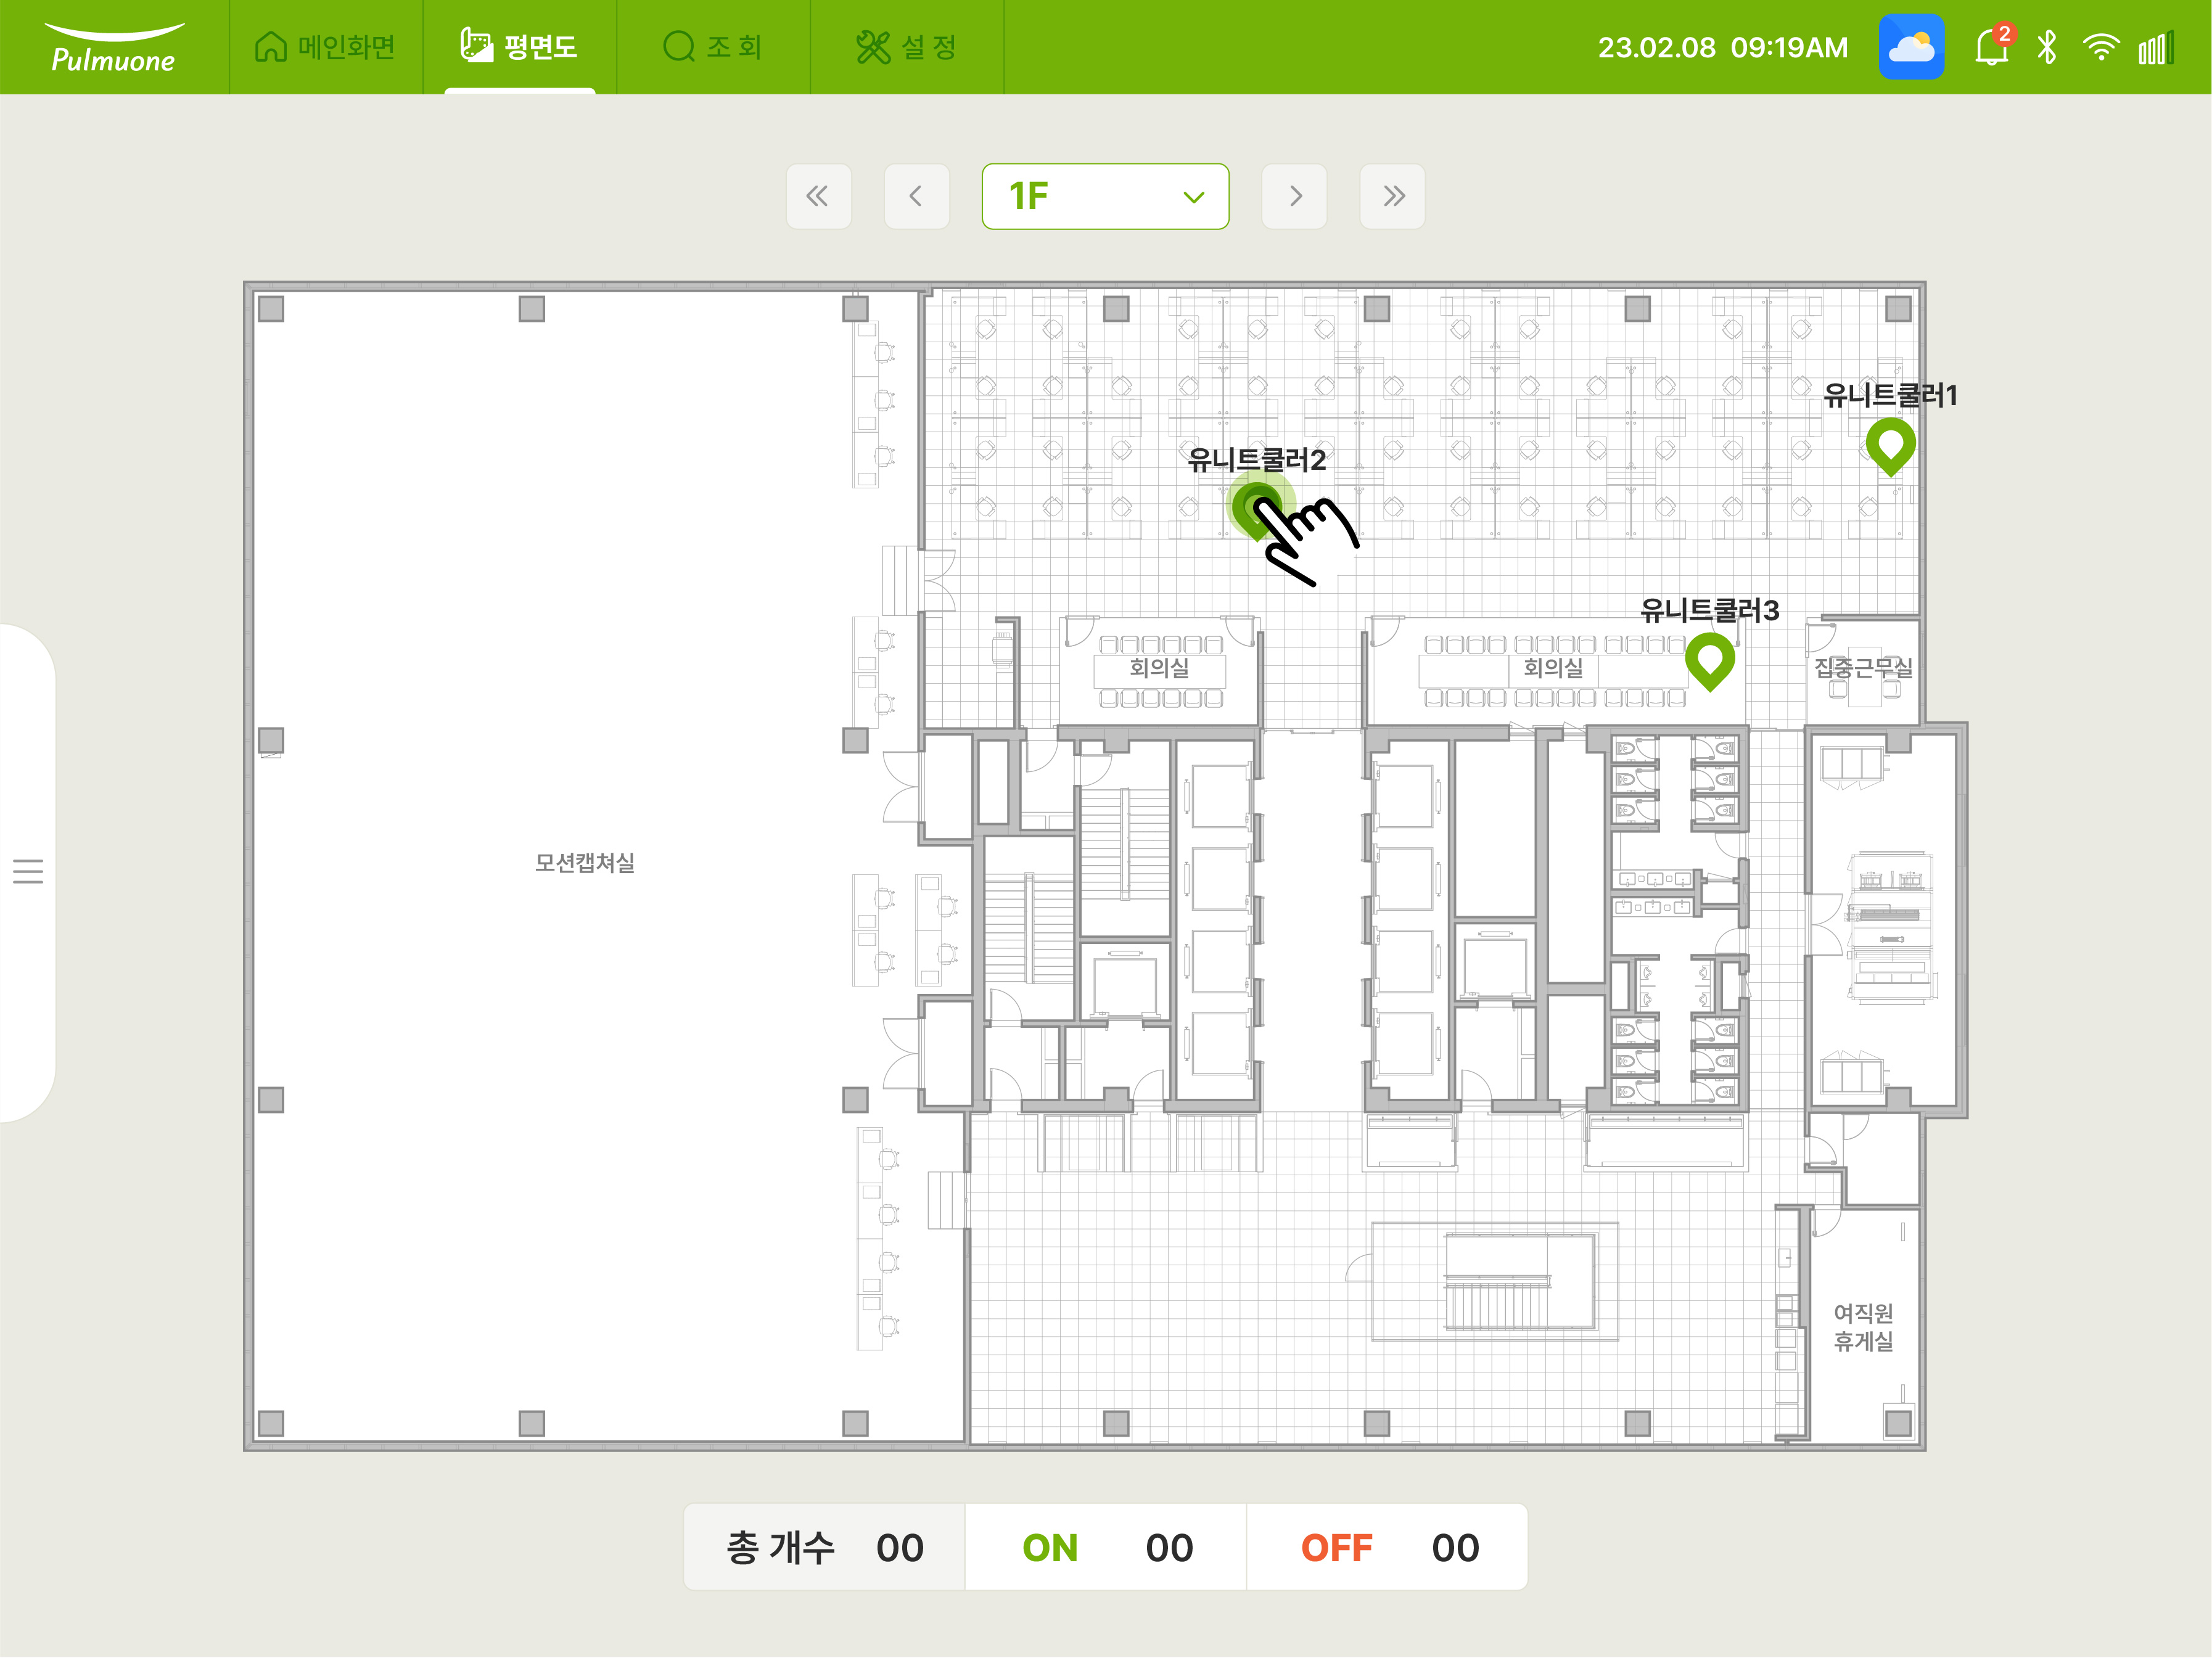 Pulmuone
메인화면
평면도
조 회
설 정
23.02.08 09:19AM
2
1F
유니트쿨러1
유니트쿨러2
유니트쿨러3
회의실
회의실
집중근무실
모션캡쳐실
여직원
휴게실
총 개수 00
ON 00
OFF 00